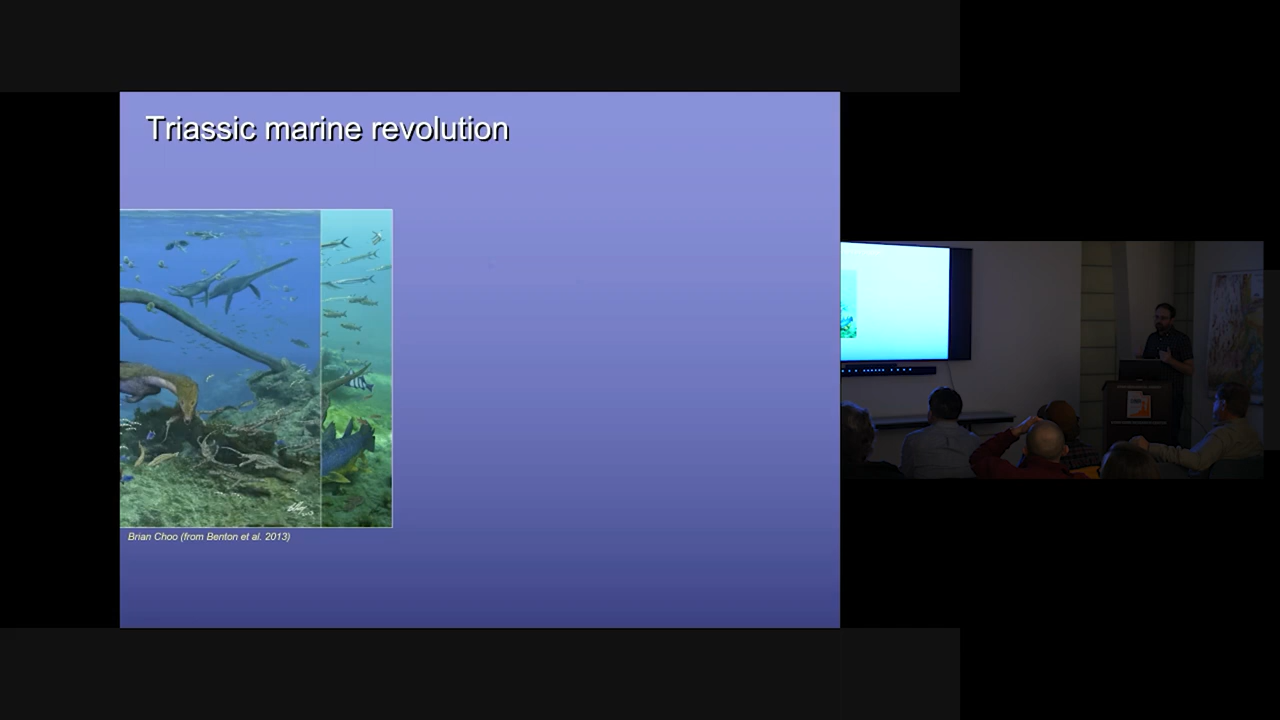 Triassic marine revolution
Brian Choo (from Benton et al. 2013)